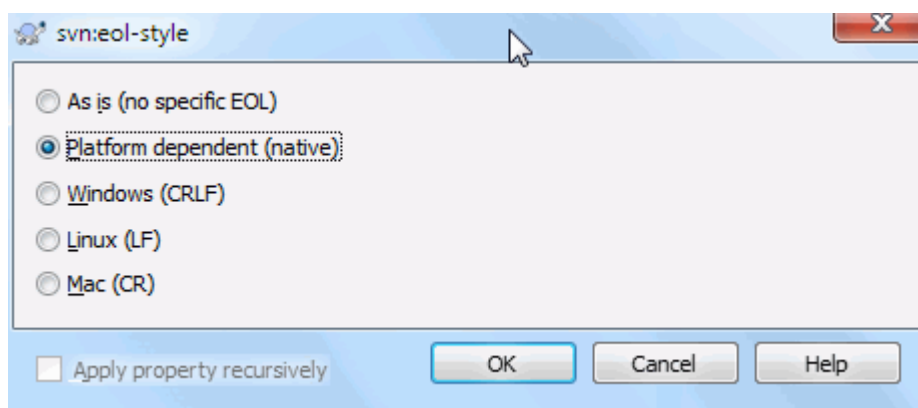 svn:eol-style
As is (no specific EOL)
Platform dependent (native)
Windows (CRLF)
Linux (LF)
Mac (CR)
Apply property recursively OK Cancel Help